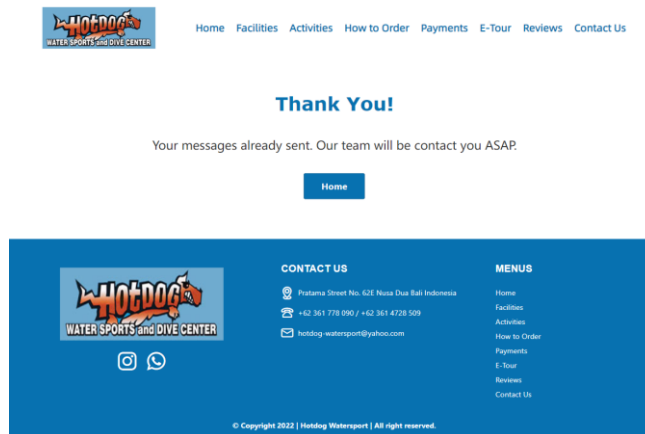 HOTDOG
WATER SPORTS and DIVE CENTER
Home Facilities Activities How to Order Payments E-Tour Reviews Contact Us
Thank You!
Your messages already sent. Our team will be contact you ASAP.
Home
HOTDOG
WATER SPORTS and DIVE CENTER
CONTACT US
Pratama Street No. 62E Nusa Dua Bali Indonesia
+62 361 778 090 / +62 361 4728 509
hotdog-watersport@yahoo.com
MENUS
Home
Facilities
Activities
How to Order
Payments
E-Tour
Reviews
Contact Us
© Copyright 2022 | Hotdog Watersport | All right reserved.